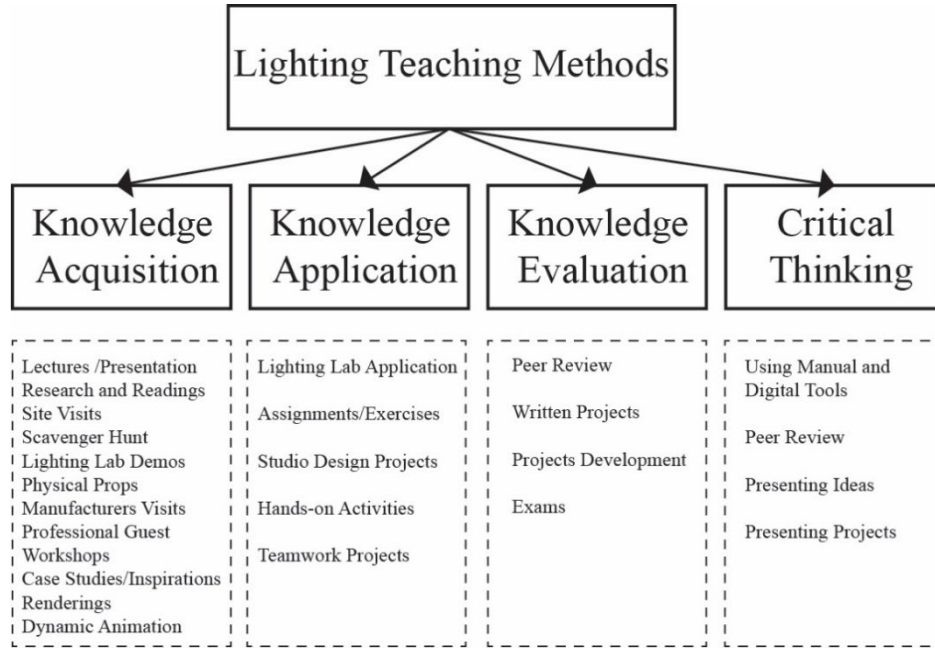 Lighting Teaching Methods
Knowledge
Acquisition
Knowledge
Application
Knowledge
Evaluation
Critical
Thinking
Lectures /Presentation
Research and Readings
Site Visits
Scavenger Hunt
Lighting Lab Demos
Physical Props
Manufacturers Visits
Professional Guest
Workshops
Case Studies/Inspirations
Renderings
Dynamic Animation
Lighting Lab Application
Assignments/Exercises
Studio Design Projects
Hands-on Activities
Teamwork Projects
Peer Review
Written Projects
Projects Development
Exams
Using Manual and
Digital Tools
Peer Review
Presenting Ideas
Presenting Projects